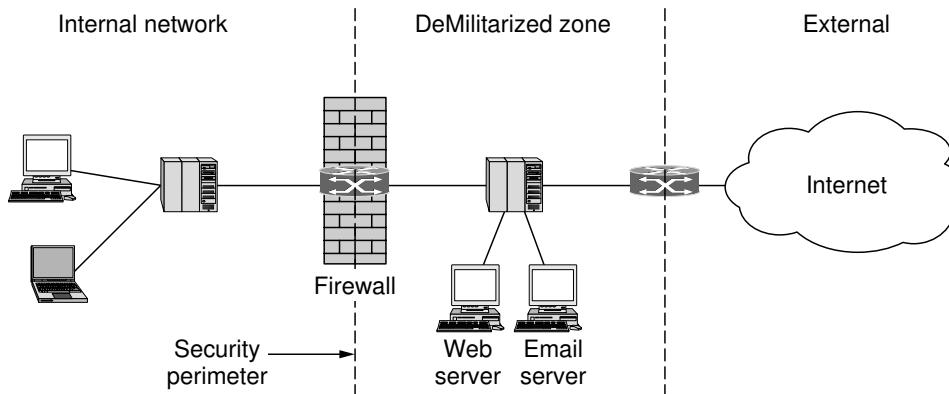 Internal network
DeMilitarized zone
External
Internet
Firewall
Security
perimeter
Web
server
Email
server